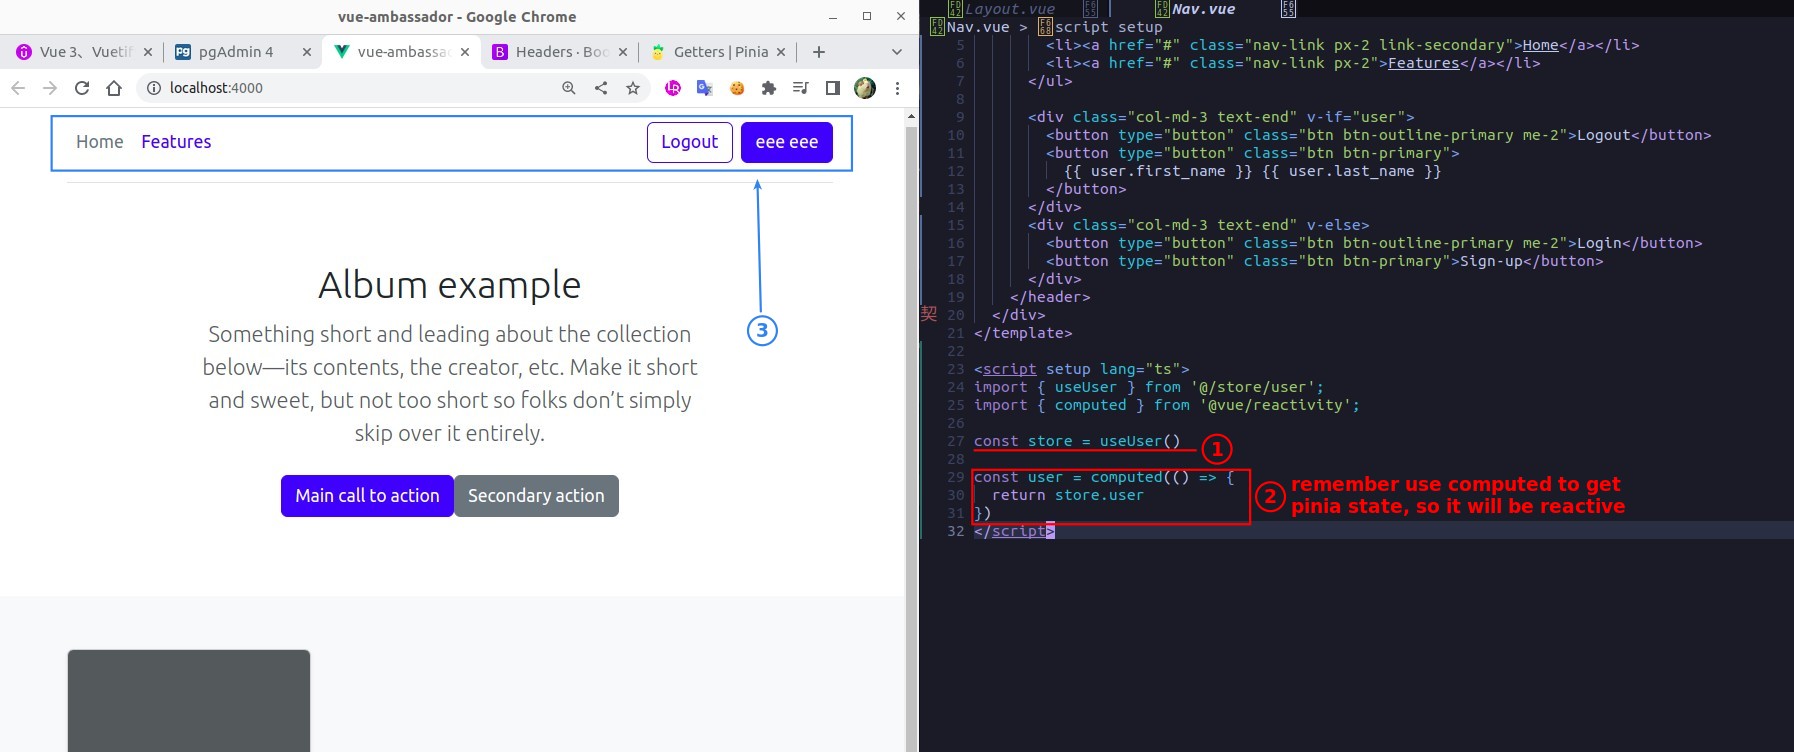 vue-ambassador - Google Chrome
Vue 3、Vuetif
pgAdmin 4
vue-ambassac
Headers · Boo
Getters | Pinia
localhost:4000
Home
Features
Logout
eee eee
3
Album example
Something short and leading about the collection
below—its contents, the creator, etc. Make it short
and sweet, but not too short so folks don’t simply
skip over it entirely.
Main call to action
Secondary action
Layout.vue
Nav.vue
Nav.vue > script setup
5 <li><a href="#" class="nav-link px-2 link-secondary">Home</a></li>
6 <li><a href="#" class="nav-link px-2">Features</a></li>
7 </ul>
8
9 <div class="col-md-3 text-end" v-if="user">
10 <button type="button" class="btn btn-outline-primary me-2">Logout</button>
11 <button type="button" class="btn btn-primary">
12 {{ user.first_name }} {{ user.last_name }}
13 </button>
14 </div>
15 <div class="col-md-3 text-end" v-else>
16 <button type="button" class="btn btn-outline-primary me-2">Login</button>
17 <button type="button" class="btn btn-primary">Sign-up</button>
18 </div>
19 </header>
契 20 </div>
21 </template>
22
23 <script setup lang="ts">
24 import { useUser } from '@/store/user';
25 import { computed } from '@vue/reactivity';
26
27 const store = useUser()
1
28
29 const user = computed(() => {
30 return store.user
31 })
2
remember use computed to get
pinia state, so it will be reactive
32 </script>